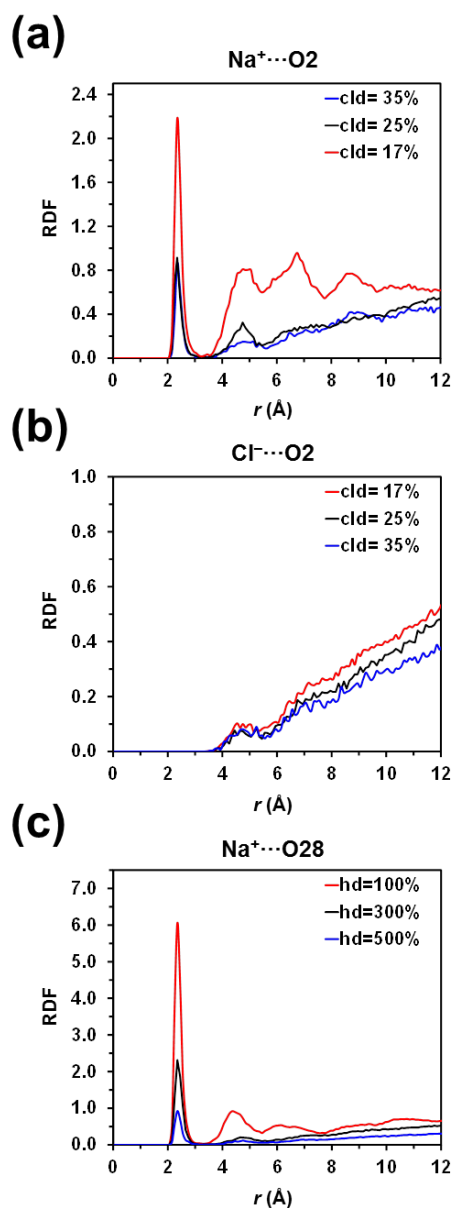 (a)
Na⁺···O2
cld= 35%
cld= 25%
cld= 17%
2.4
2.0
1.6
1.2
0.8
0.4
0.0
RDF
0 2 4 6 8 10 12
r (Å)
(b)
Cl⁻···O2
cld= 17%
cld= 25%
cld= 35%
1.0
0.8
0.6
0.4
0.2
0.0
RDF
0 2 4 6 8 10 12
r (Å)
(c)
Na⁺···O28
hd=100%
hd=300%
hd=500%
7.0
6.0
5.0
4.0
3.0
2.0
1.0
0.0
RDF
0 2 4 6 8 10 12
r (Å)